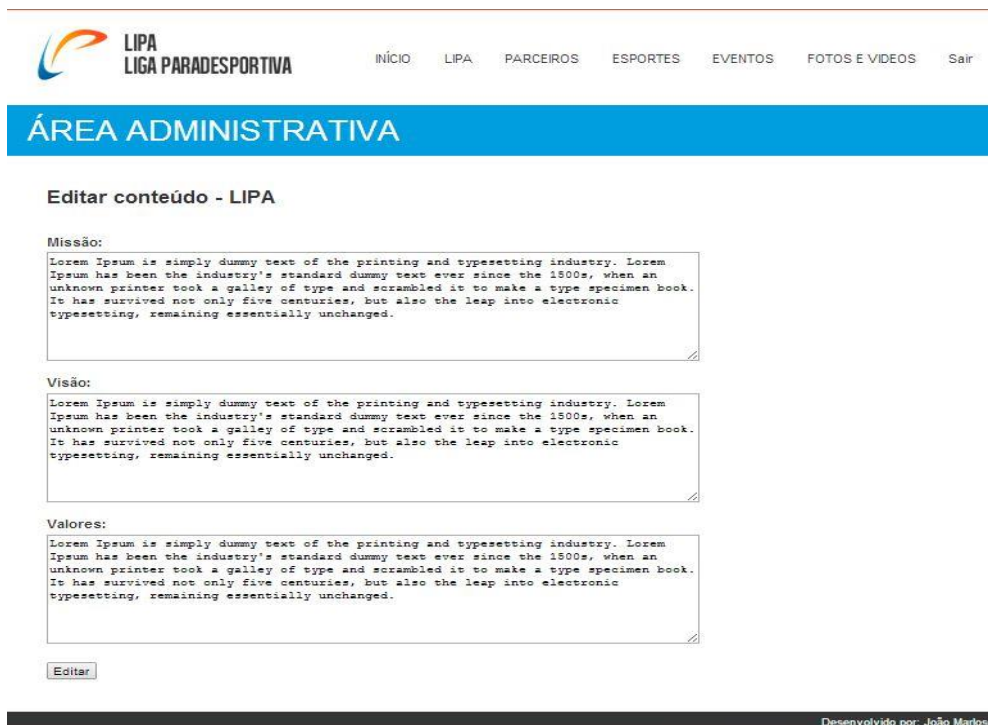 LIPA
LIGA PARADESPORTIVA
INÍCIO LIPA PARCEIROS ESPORTES EVENTOS FOTOS E VIDEOS Sair
ÁREA ADMINISTRATIVA
Editar conteúdo - LIPA
Missão:
Lorem Ipsum is simply dummy text of the printing and typesetting industry. Lorem
Ipsum has been the industry's standard dummy text ever since the 1500s, when an
unknown printer took a galley of type and scrambled it to make a type specimen book.
It has survived not only five centuries, but also the leap into electronic
typesetting, remaining essentially unchanged.
Visão:
Lorem Ipsum is simply dummy text of the printing and typesetting industry. Lorem
Ipsum has been the industry's standard dummy text ever since the 1500s, when an
unknown printer took a galley of type and scrambled it to make a type specimen book.
It has survived not only five centuries, but also the leap into electronic
typesetting, remaining essentially unchanged.
Valores:
Lorem Ipsum is simply dummy text of the printing and typesetting industry. Lorem
Ipsum has been the industry's standard dummy text ever since the 1500s, when an
unknown printer took a galley of type and scrambled it to make a type specimen book.
It has survived not only five centuries, but also the leap into electronic
typesetting, remaining essentially unchanged.
Editar
Desenvolvido por: João Marlos